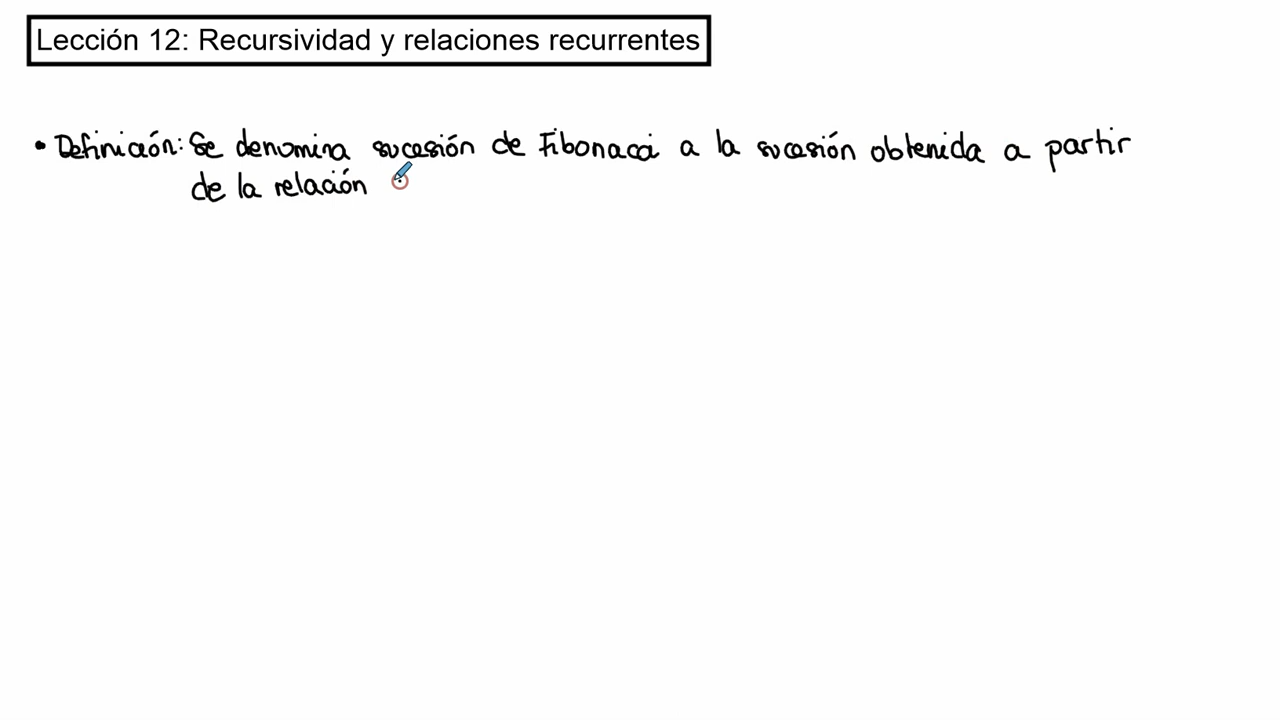 Lección 12: Recursividad y relaciones recurrentes
• Definición: Se denomina sucesión de Fibonacci a la sucesión obtenida a partir
de la relación